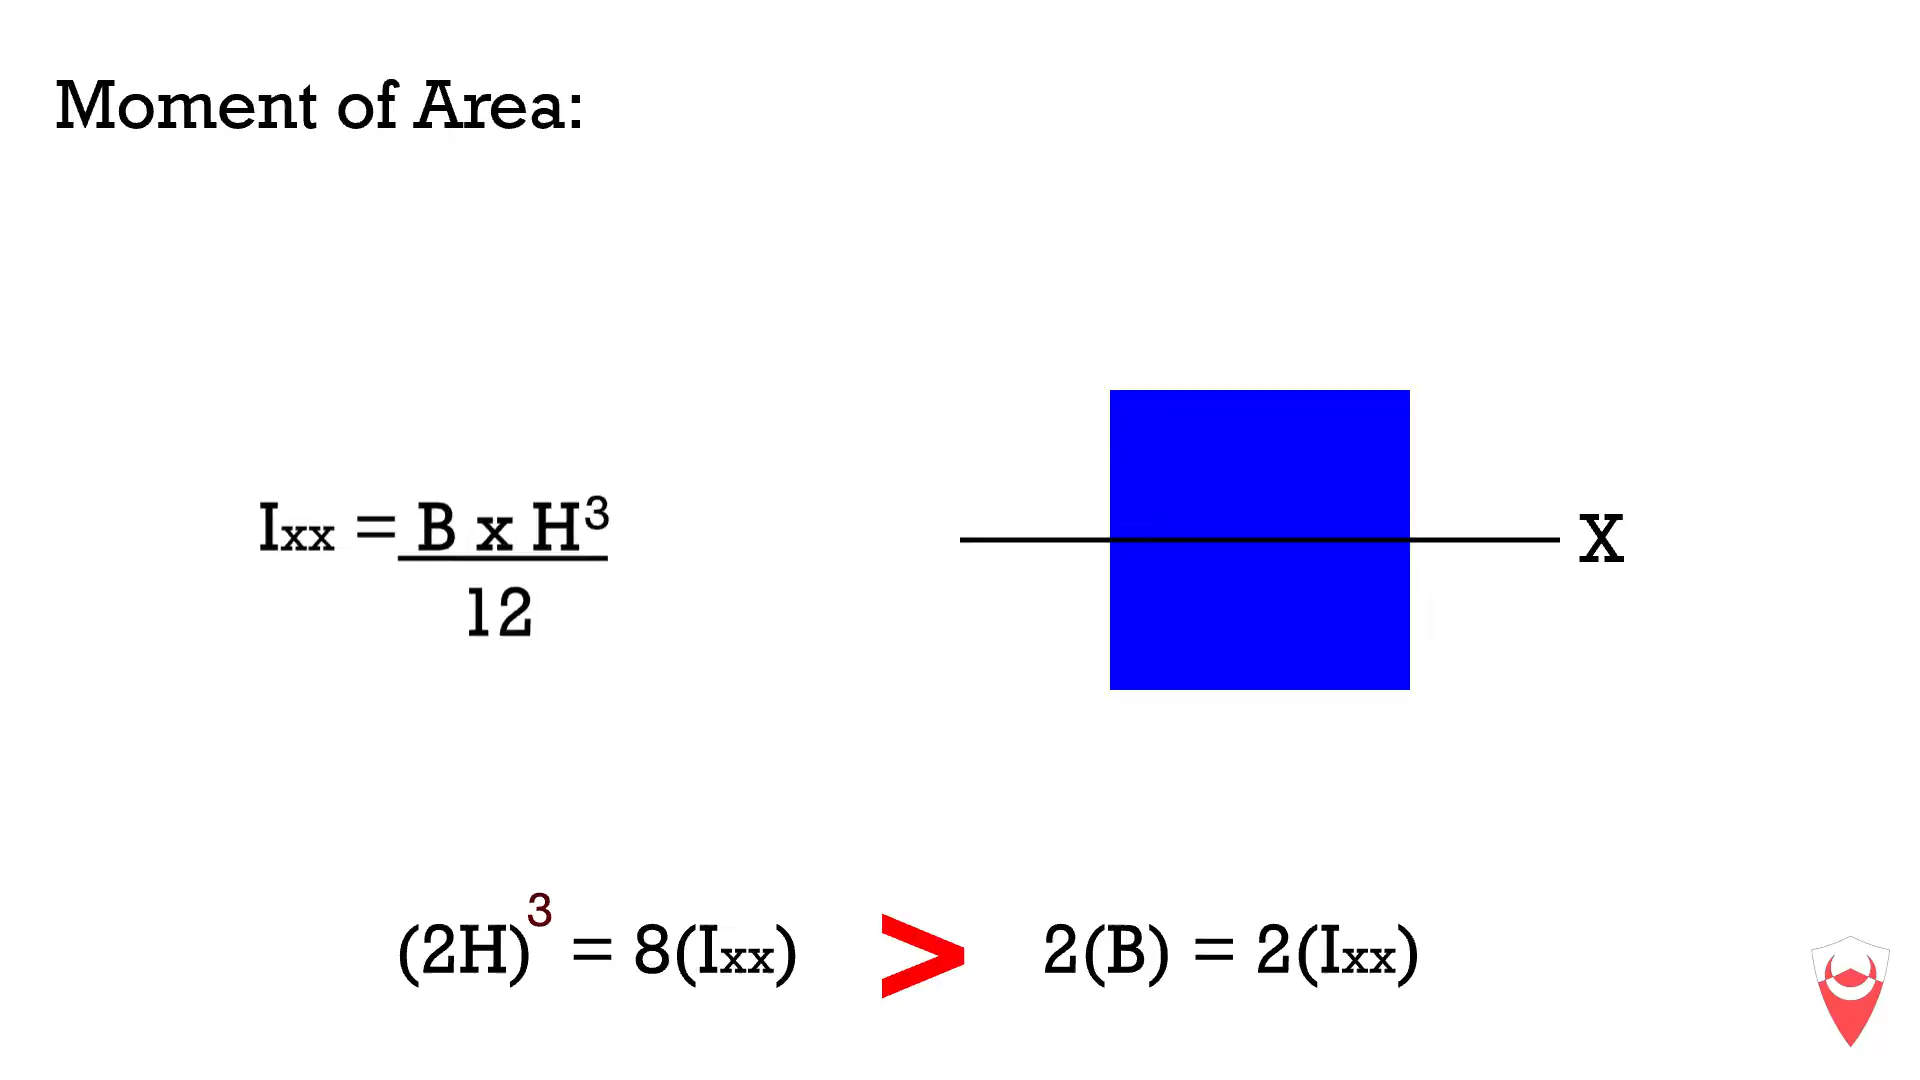 Moment of Area:
Ixx = B x H³
12
X
(2H)³ = 8(Ixx) > 2(B) = 2(Ixx)